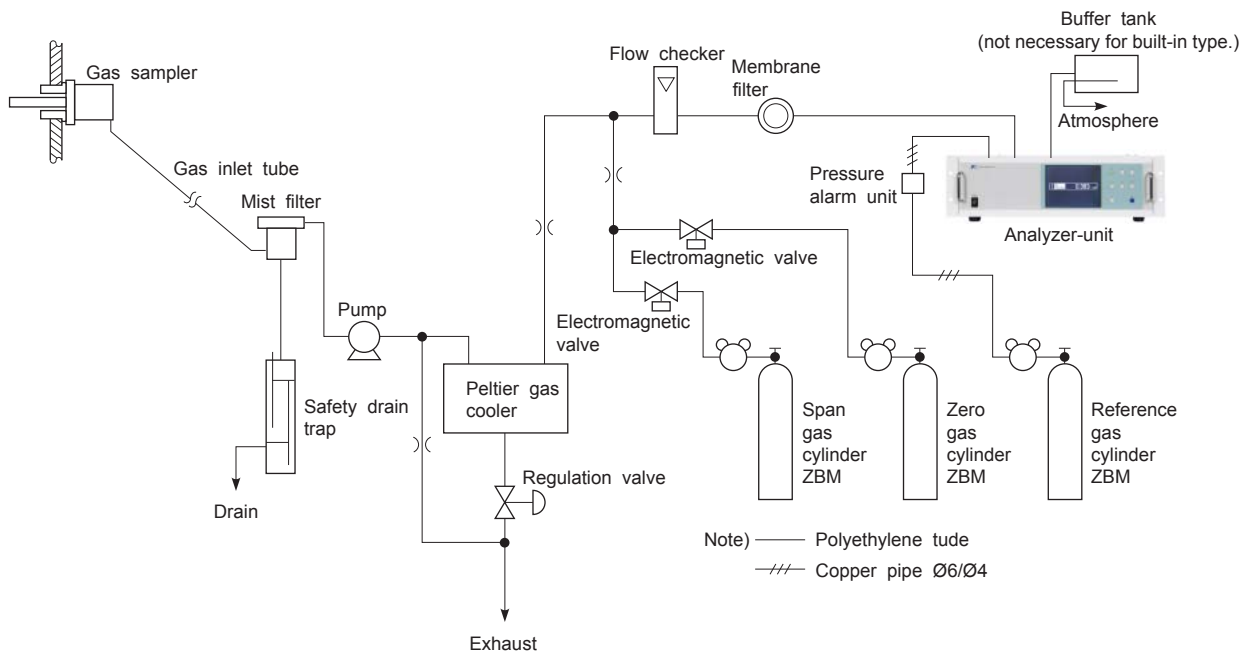 Buffer tank
(not necessary for built-in type.)
Gas sampler
Flow checker
Membrane
filter
Atmosphere
Gas inlet tube
Pressure
alarm unit
Mist filter
Analyzer-unit
Electromagnetic valve
Pump
Electromagnetic
valve
Peltier gas
cooler
Safety drain
trap
Span
gas
cylinder
ZBM
Zero
gas
cylinder
ZBM
Reference
gas
cylinder
ZBM
Regulation valve
Drain
Note)
Polyethylene tude
Copper pipe Ø6/Ø4
Exhaust